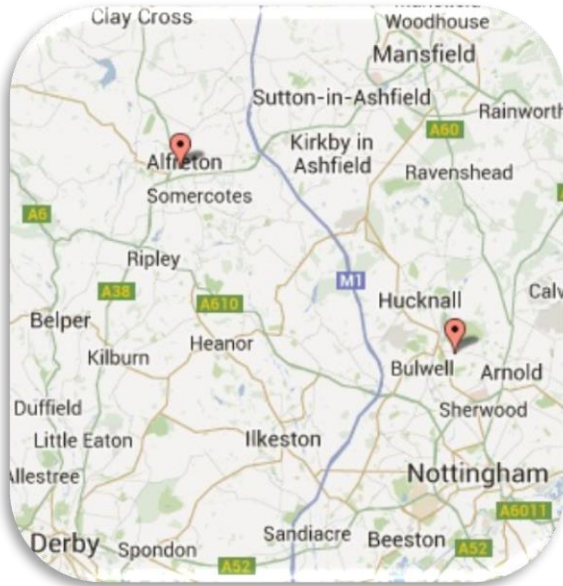 Clay Cross
Mansfield
Woodhouse
Mansfield
Sutton-in-Ashfield
Rainworth
A60
Kirkby in
Ashfield
Alfreton
Ravenshead
Somercotes
A6
Ripley
M1
A38
A610
Hucknall
Calv
Belper
Heanor
Kilburn
Bulwell
Arnold
Duffield
Sherwood
Little Eaton
Ilkeston
Allestree
Nottingham
A6011
Derby
Spondon
Sandiacre
Beeston
A52
A52